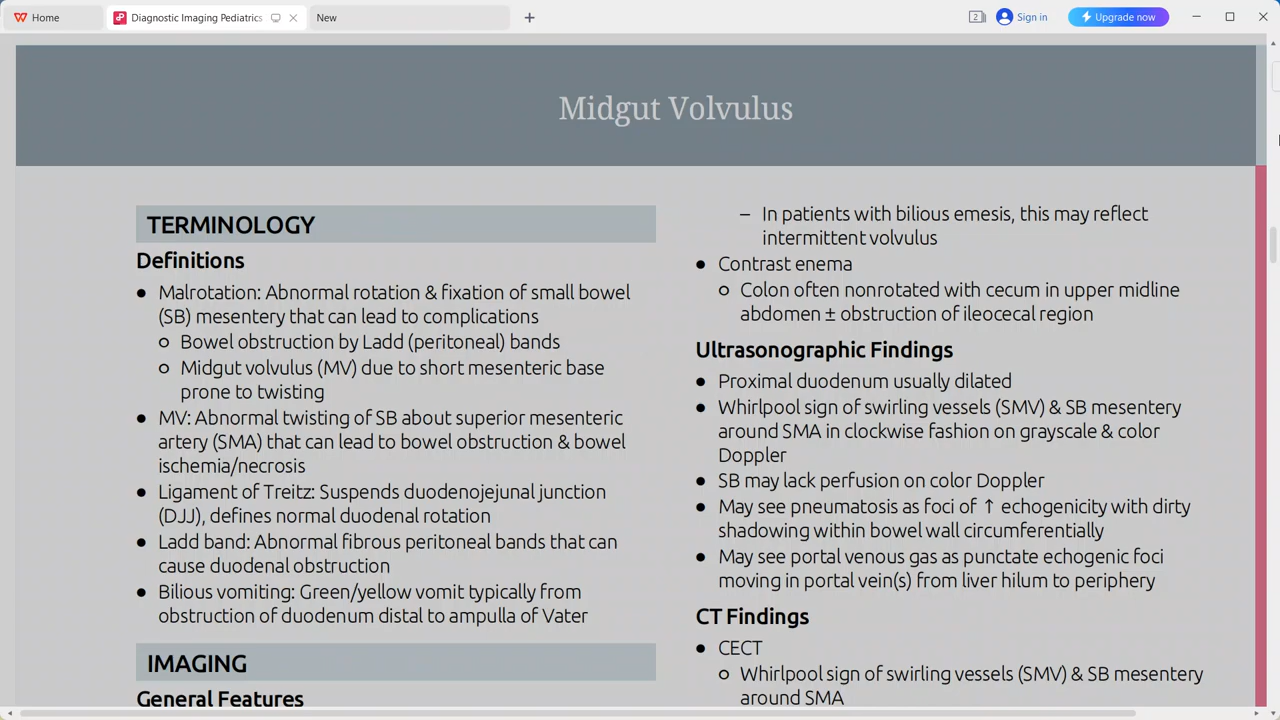 Home
Diagnostic Imaging Pediatrics
New
2
Sign in
Upgrade now
Midgut Volvulus
TERMINOLOGY
Definitions
● Malrotation: Abnormal rotation & fixation of small bowel
(SB) mesentery that can lead to complications
○ Bowel obstruction by Ladd (peritoneal) bands
○ Midgut volvulus (MV) due to short mesenteric base
prone to twisting
● MV: Abnormal twisting of SB about superior mesenteric
artery (SMA) that can lead to bowel obstruction & bowel
ischemia/necrosis
● Ligament of Treitz: Suspends duodenojejunal junction
(DJJ), defines normal duodenal rotation
● Ladd band: Abnormal fibrous peritoneal bands that can
cause duodenal obstruction
● Bilious vomiting: Green/yellow vomit typically from
obstruction of duodenum distal to ampulla of Vater
IMAGING
General Features
– In patients with bilious emesis, this may reflect
intermittent volvulus
● Contrast enema
○ Colon often nonrotated with cecum in upper midline
abdomen ± obstruction of ileocecal region
Ultrasonographic Findings
● Proximal duodenum usually dilated
● Whirlpool sign of swirling vessels (SMV) & SB mesentery
around SMA in clockwise fashion on grayscale & color
Doppler
● SB may lack perfusion on color Doppler
● May see pneumatosis as foci of ↑ echogenicity with dirty
shadowing within bowel wall circumferentially
● May see portal venous gas as punctate echogenic foci
moving in portal vein(s) from liver hilum to periphery
CT Findings
● CECT
○ Whirlpool sign of swirling vessels (SMV) & SB mesentery
around SMA